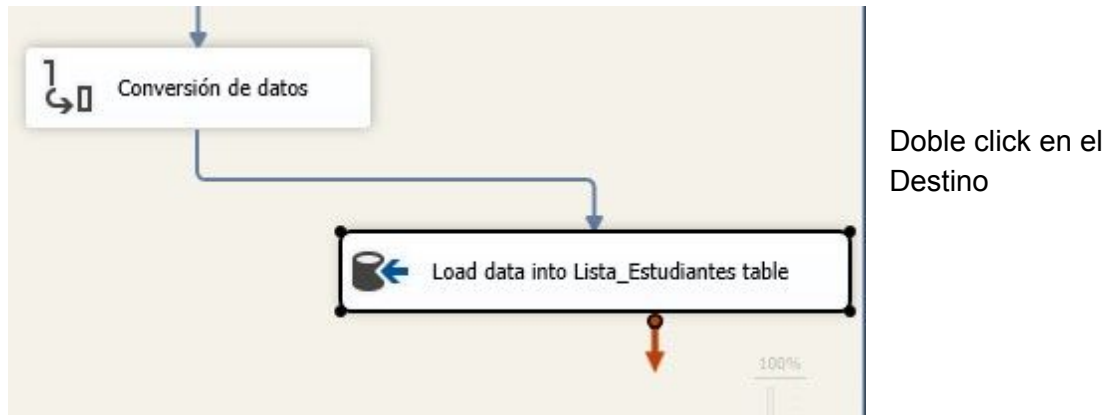 Conversión de datos
Doble click en el
Destino
Load data into Lista_Estudiantes table
100%